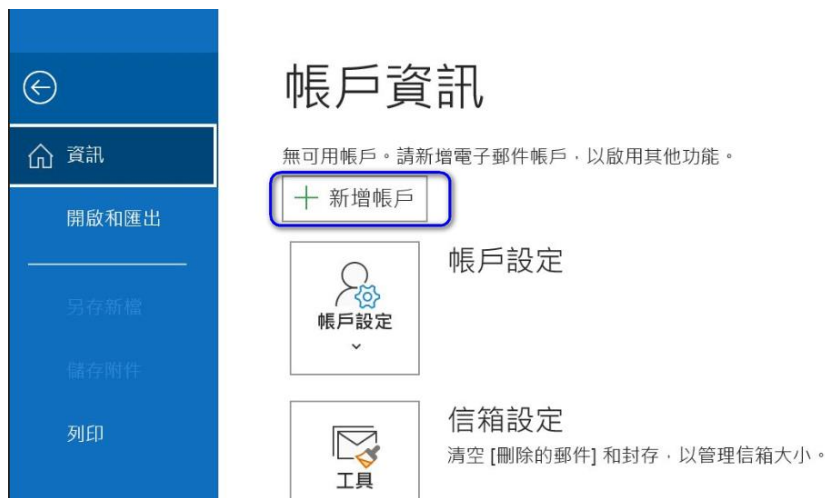 帳戶資訊
資訊
無可用帳戶。請新增電子郵件帳戶，以啟用其他功能。
新增帳戶
開啟和匯出
帳戶設定
帳戶設定
另存新檔
儲存附件
信箱設定
列印
清空 [刪除的郵件] 和封存，以管理信箱大小。
工具